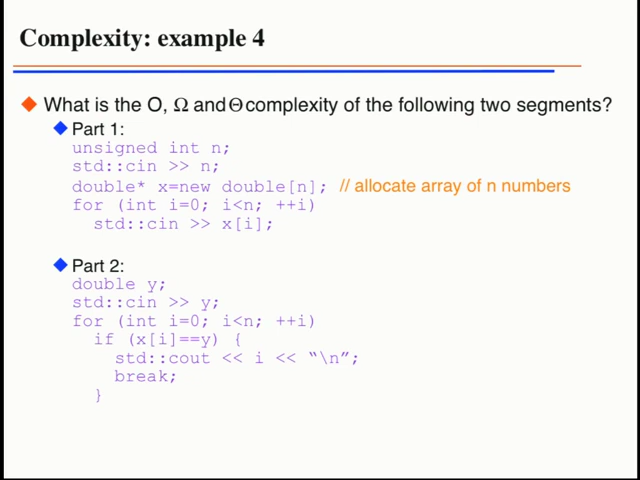 Complexity: example 4
What is the O, Ω and Θ complexity of the following two segments?
Part 1:
unsigned int n;
std::cin >> n;
double* x=new double[n]; // allocate array of n numbers
for (int i=0; i<n; ++i)
std::cin >> x[i];
Part 2:
double y;
std::cin >> y;
for (int i=0; i<n; ++i)
if (x[i]==y) {
std::cout << i << “\n”;
break;
}